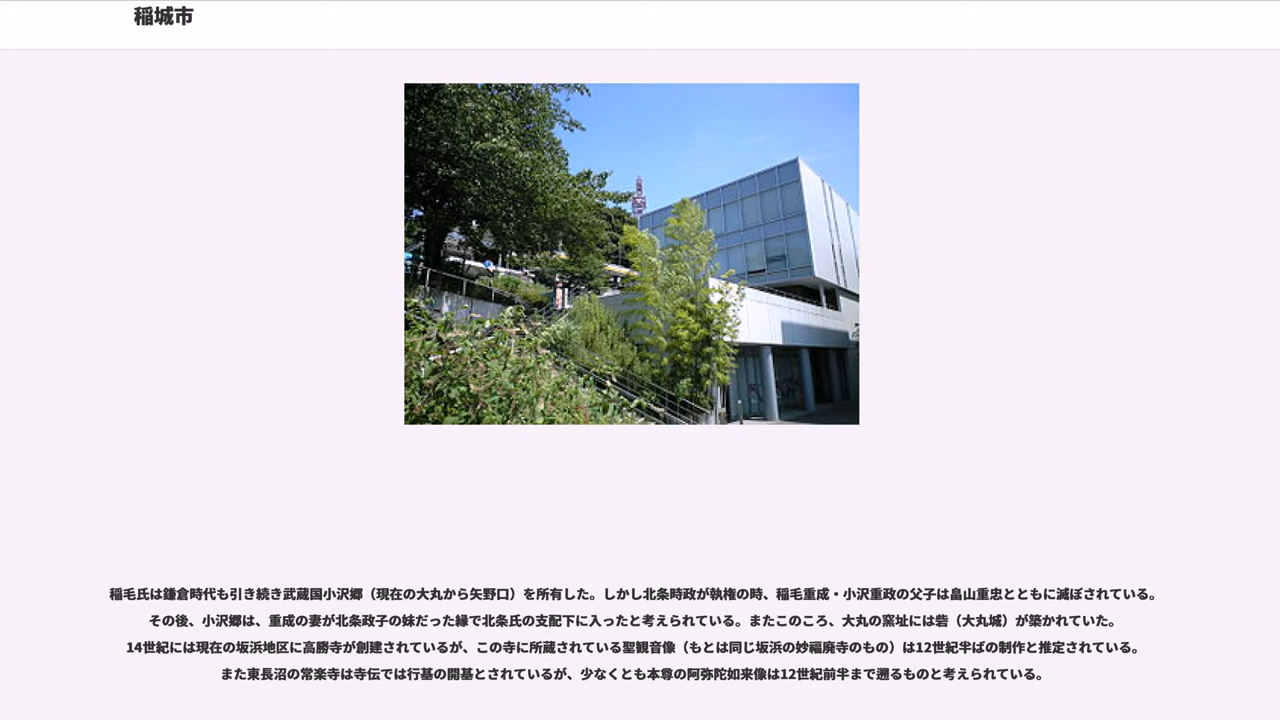 稲城市
稲毛氏は鎌倉時代も引き続き武蔵国小沢郷（現在の大丸から矢野口）を所有した。しかし北条時政が執権の時、稲毛重成・小沢重政の父子は畠山重忠とともに滅ぼされている。
その後、小沢郷は、重成の妻が北条政子の妹だった縁で北条氏の支配下に入ったと考えられている。またこのころ、大丸の窯址には砦（大丸城）が築かれていた。
14世紀には現在の坂浜地区に高勝寺が創建されているが、この寺に所蔵されている聖観音像（もとは同じ坂浜の妙福廃寺のもの）は12世紀半ばの制作と推定されている。
また東長沼の常楽寺は寺伝では行基の開基とされているが、少なくとも本尊の阿弥陀如来像は12世紀前半まで遡るものと考えられている。